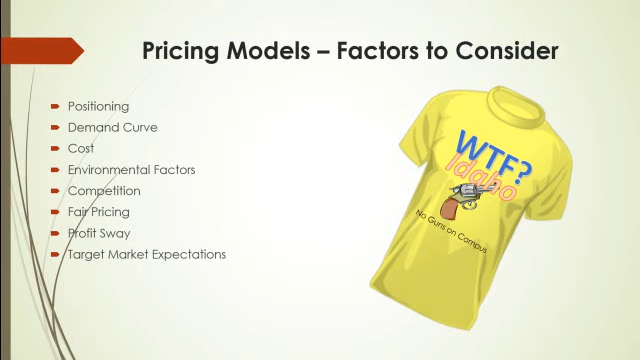 Pricing Models – Factors to Consider
Positioning
Demand Curve
Cost
Environmental Factors
Competition
Fair Pricing
Profit Sway
Target Market Expectations
WTF?
Idaho
No Guns on Campus